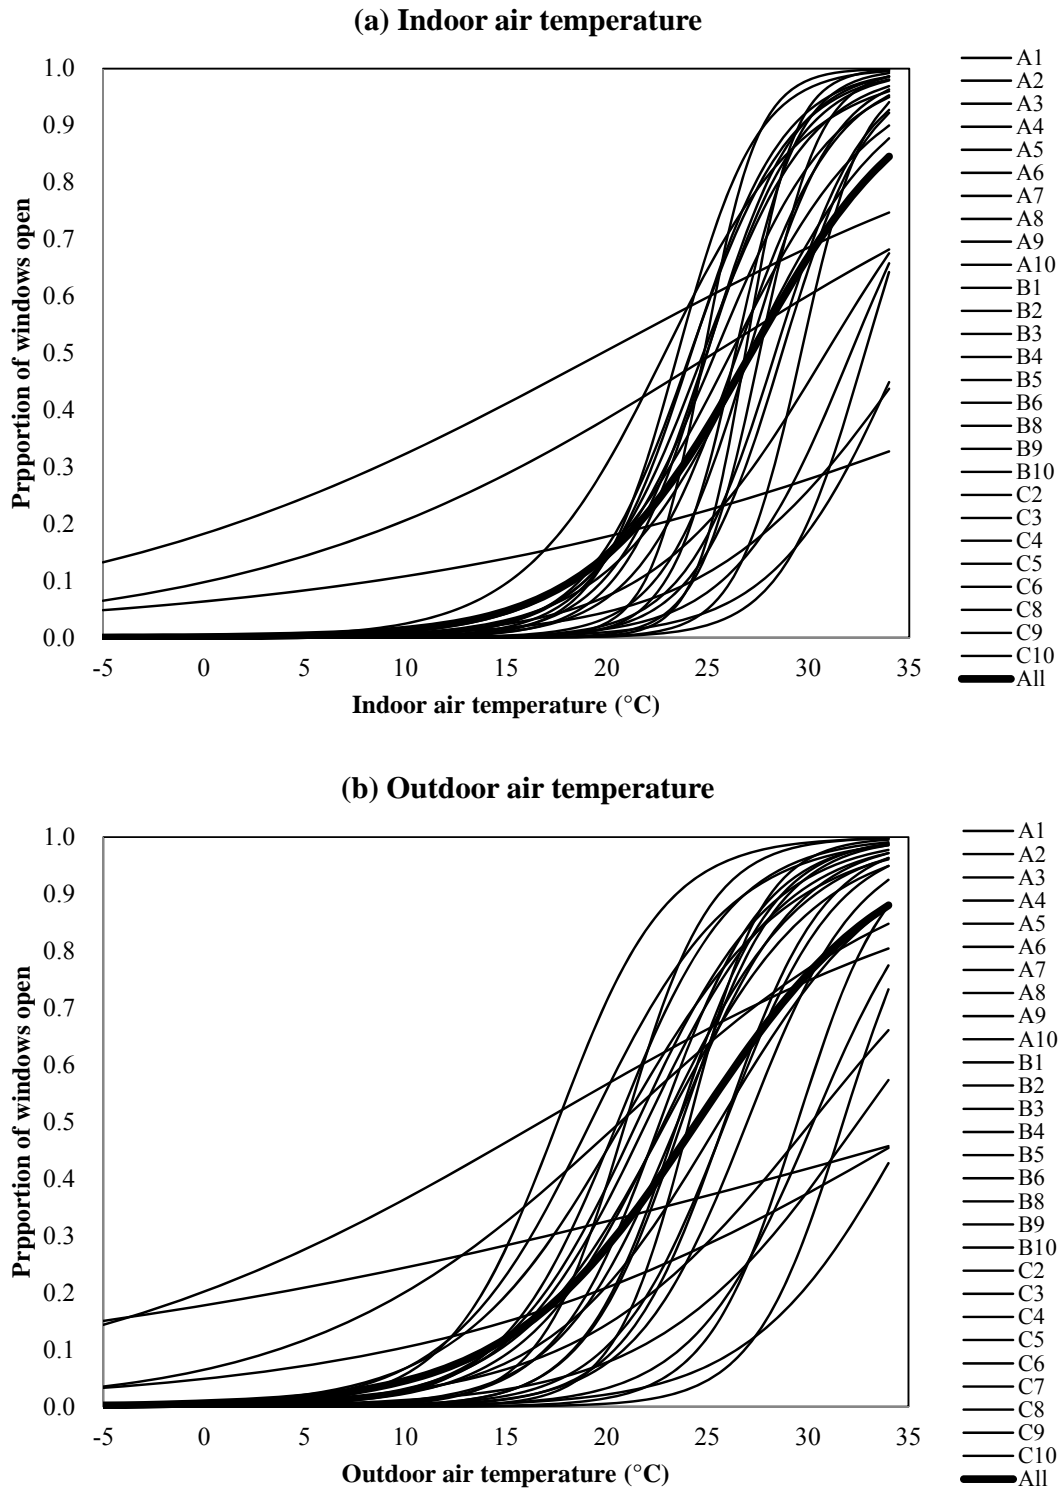 (a) Indoor air temperature
1.0
0.9
0.8
0.7
0.6
0.5
0.4
0.3
0.2
0.1
0.0
Prpportion of windows open
-5 0 5 10 15 20 25 30 35
Indoor air temperature (°C)
A1
A2
A3
A4
A5
A6
A7
A8
A9
A10
B1
B2
B3
B4
B5
B6
B8
B9
B10
C2
C3
C4
C5
C6
C8
C9
C10
All
(b) Outdoor air temperature
1.0
0.9
0.8
0.7
0.6
0.5
0.4
0.3
0.2
0.1
0.0
Prpportion of windows open
-5 0 5 10 15 20 25 30 35
Outdoor air temperature (°C)
A1
A2
A3
A4
A5
A6
A7
A8
A9
A10
B1
B2
B3
B4
B5
B6
B8
B9
B10
C2
C3
C4
C5
C6
C7
C8
C9
C10
All